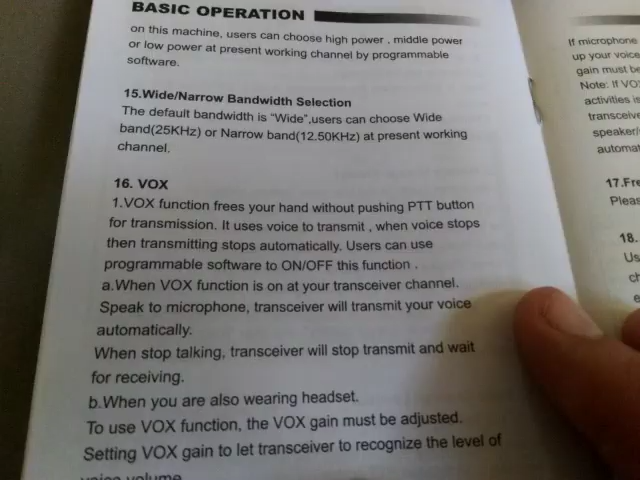 BASIC OPERATION
on this machine, users can choose high power , middle power
or low power at present working channel by programmable
software.
15.Wide/Narrow Bandwidth Selection
The default bandwidth is “Wide”,users can choose Wide
band(25KHz) or Narrow band(12.50KHz) at present working
channel.
16. VOX
1.VOX function frees your hand without pushing PTT button
for transmission. It uses voice to transmit , when voice stops
then transmitting stops automatically. Users can use
programmable software to ON/OFF this function .
a.When VOX function is on at your transceiver channel.
Speak to microphone, transceiver will transmit your voice
automatically.
When stop talking, transceiver will stop transmit and wait
for receiving.
b.When you are also wearing headset.
To use VOX function, the VOX gain must be adjusted.
Setting VOX gain to let transceiver to recognize the level of
voice volume
If microphone
up your voice
gain must be
Note: If VOX
activities is
transceive
speaker/
automat
17.Fre
Pleas
18.
Us
ch
e